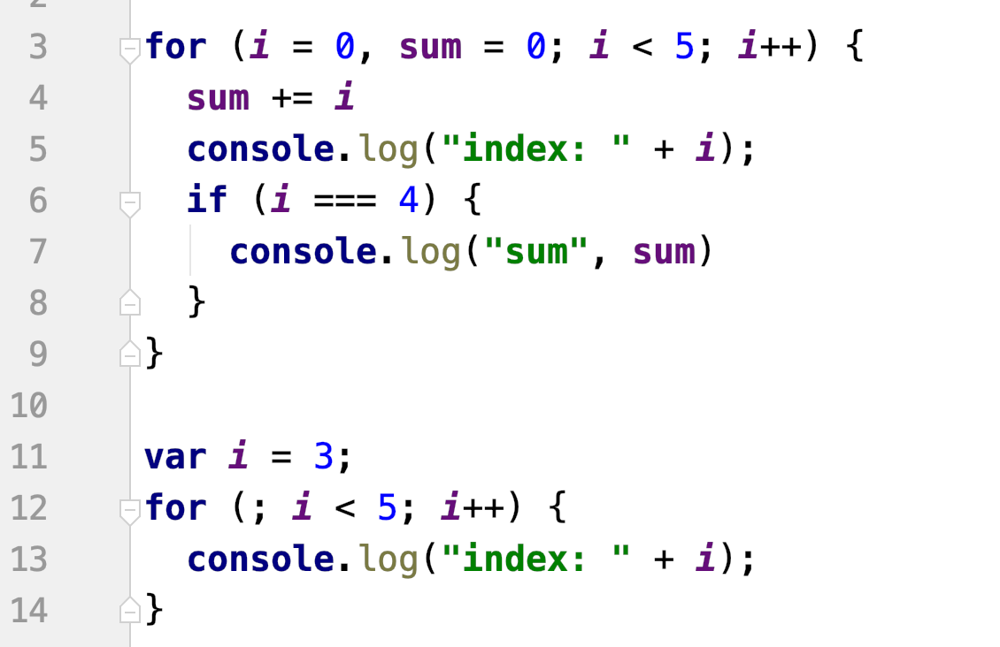 3 for (i = 0, sum = 0; i < 5; i++) {
4   sum += i
5   console.log("index: " + i);
6   if (i === 4) {
7     console.log("sum", sum)
8   }
9 }
10
11 var i = 3;
12 for (; i < 5; i++) {
13   console.log("index: " + i);
14 }